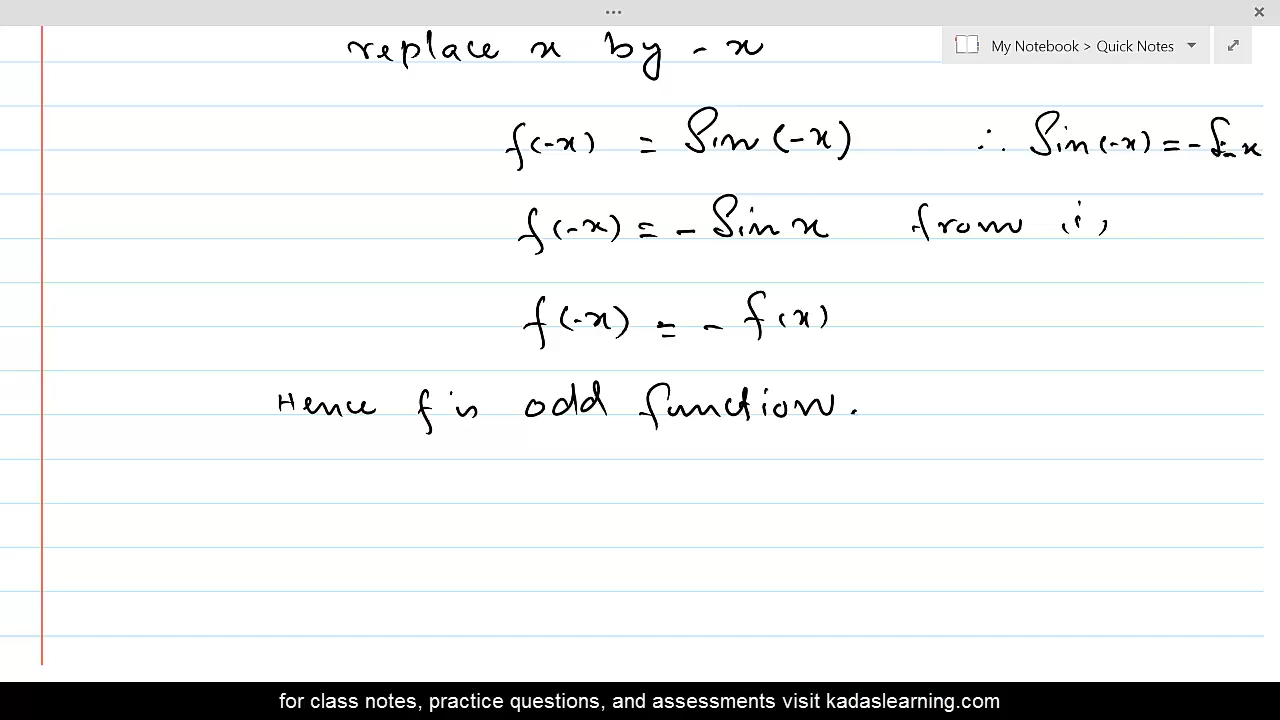 replace x by -x
My Notebook > Quick Notes
f(-x) = Sin(-x) ∴ Sin(-x) = -Sin x
f(-x) = - Sin x from (i)
f(-x) = - f(x)
Hence f is odd function.
for class notes, practice questions, and assessments visit kadaslearning.com